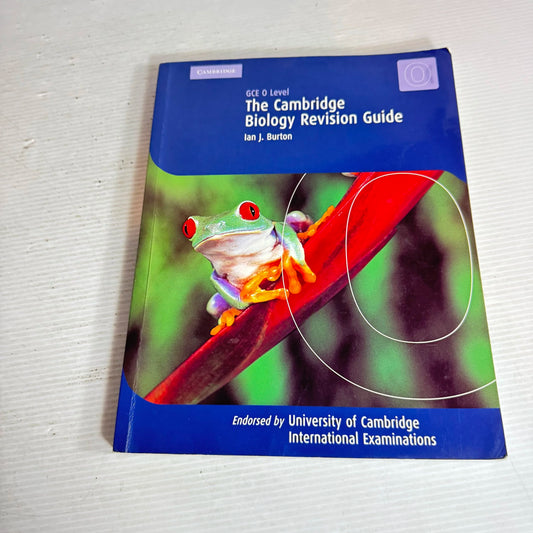 CAMBRIDGE
O
GCE O Level
The Cambridge
Biology Revision Guide
Ian J. Burton
Endorsed by University of Cambridge
International Examinations